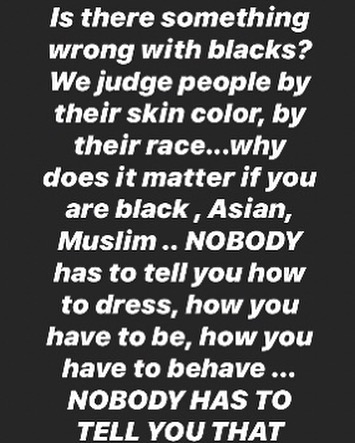 Is there something
wrong with blacks?
We judge people by
their skin color, by
their race...why
does it matter if you
are black , Asian,
Muslim .. NOBODY
has to tell you how
to dress, how you
have to be, how you
have to behave ...
NOBODY HAS TO
TELL YOU THAT